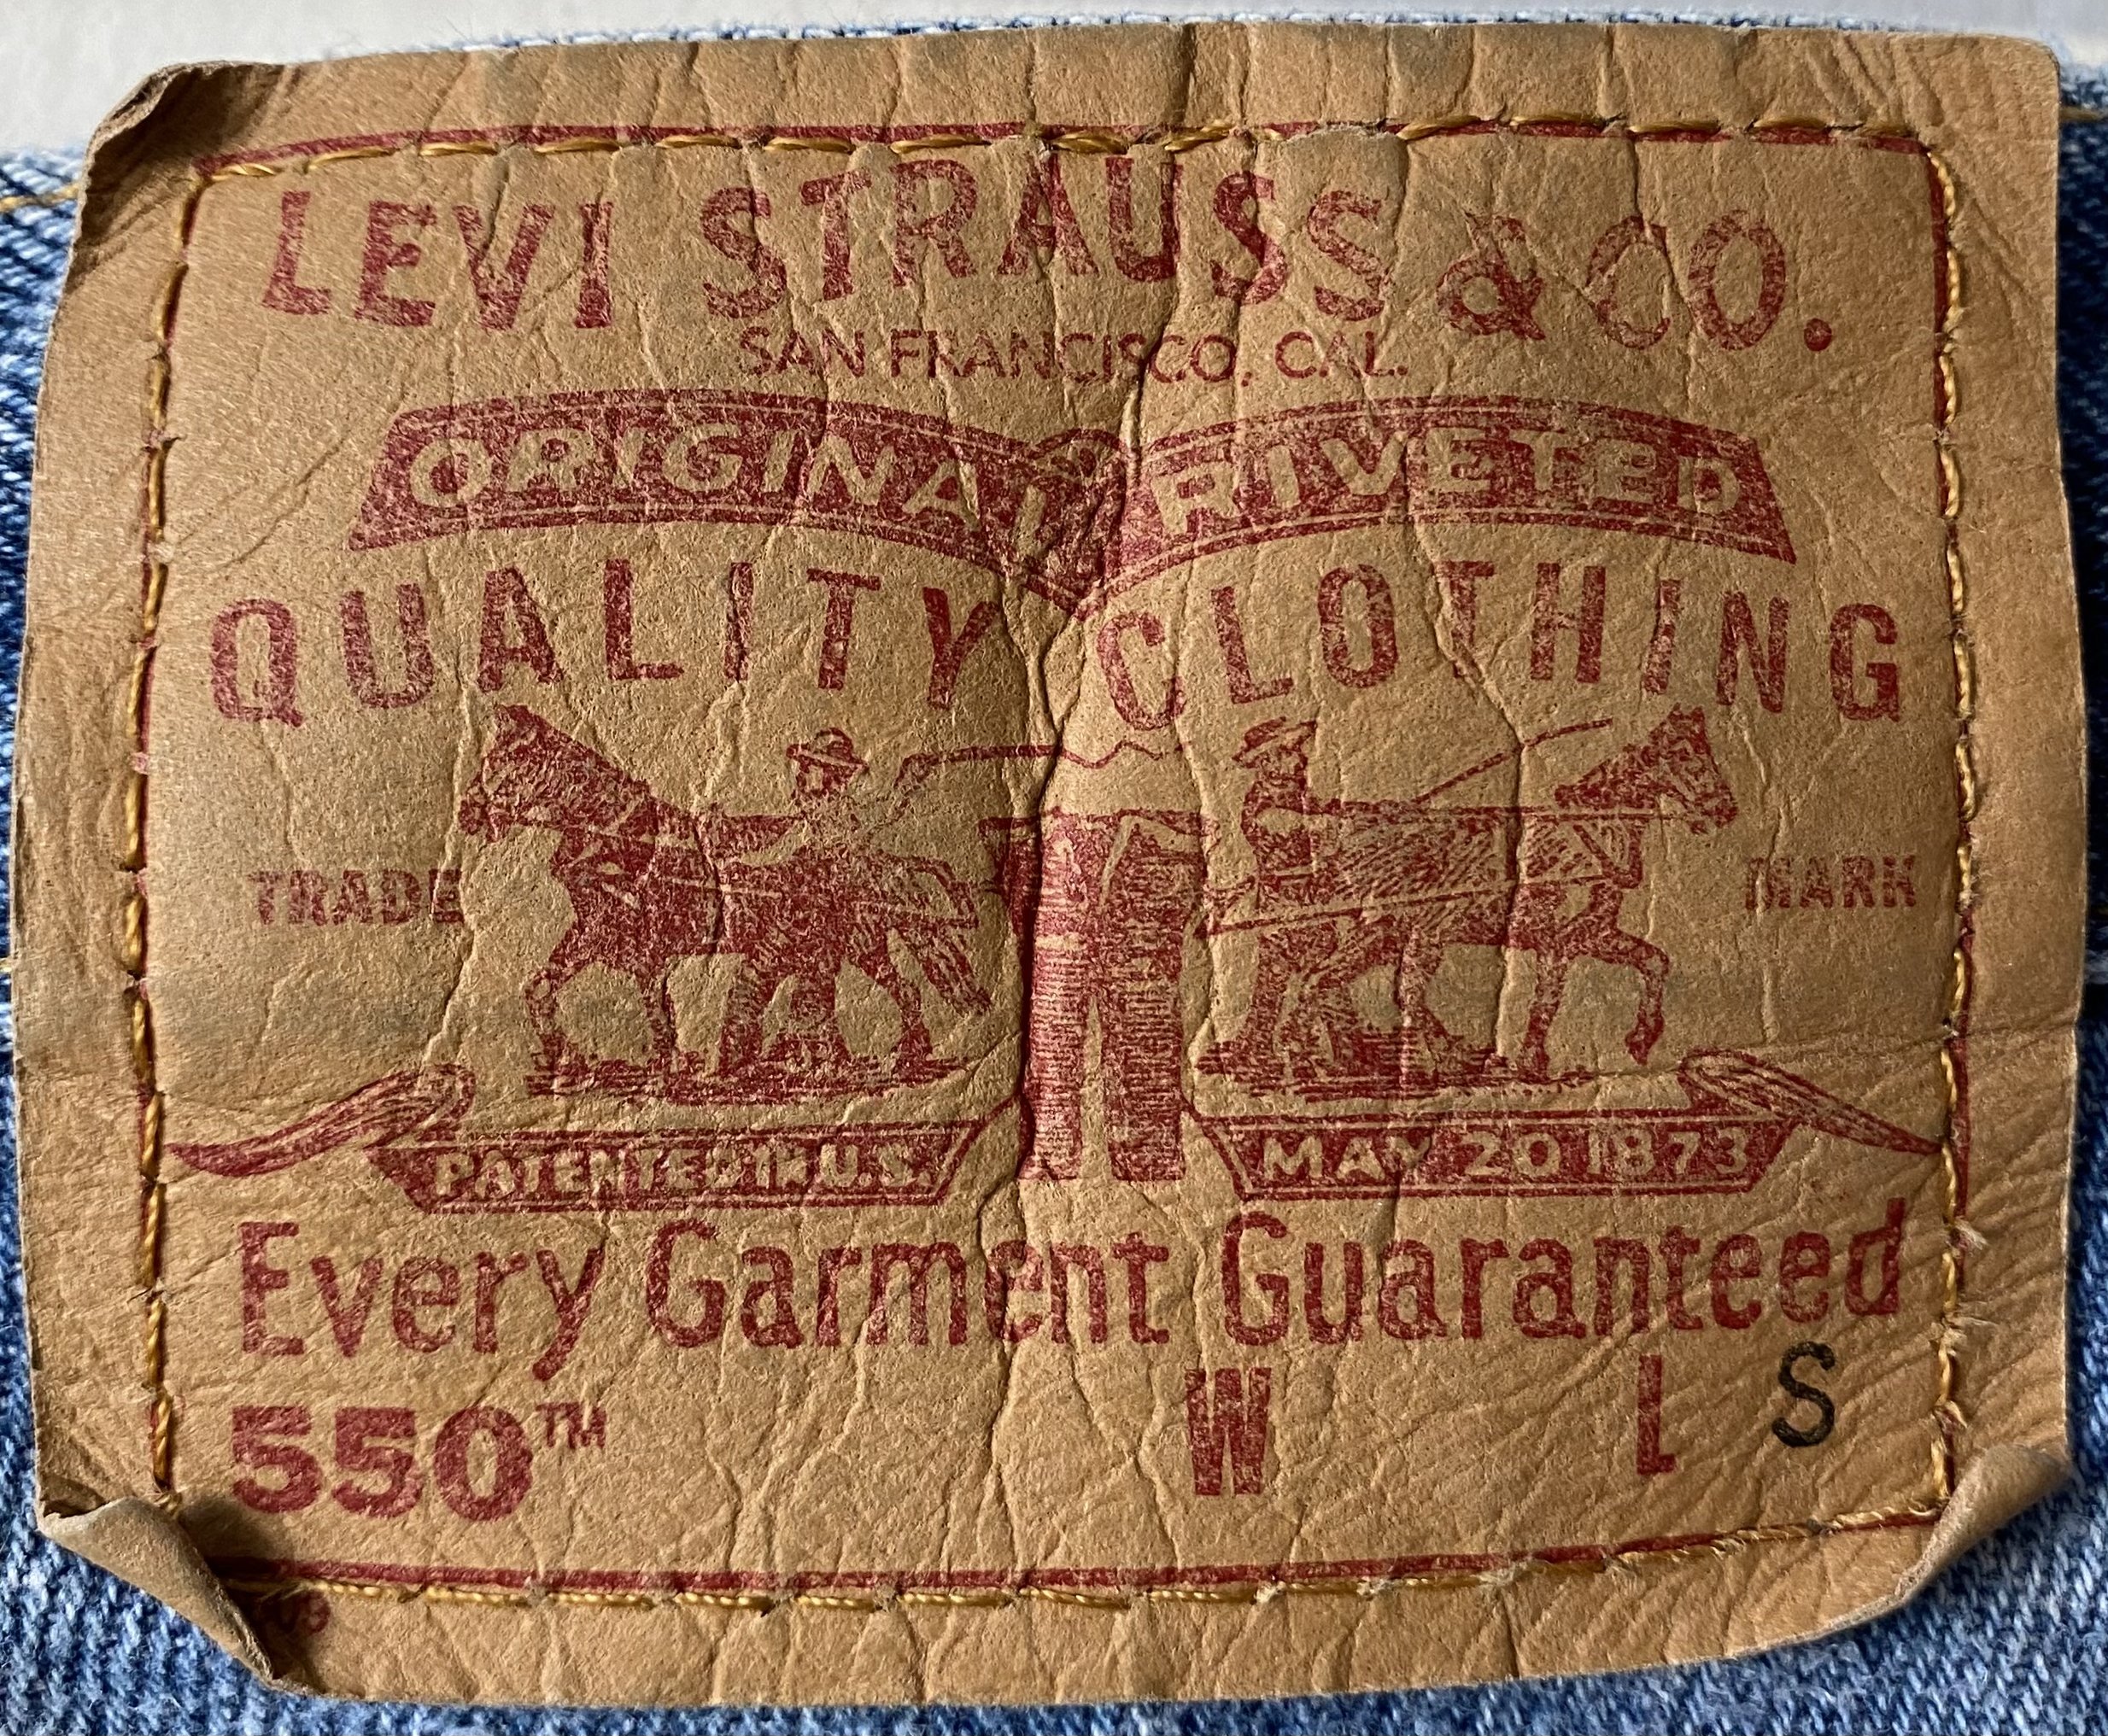 LEVI STRAUSS & CO.
SAN FRANCISCO, CAL.
ORIGINAL RIVETED
QUALITY CLOTHING
TRADE MARK
PATENTED IN U.S. MAY 20 1873
Every Garment Guaranteed
550™ W L S